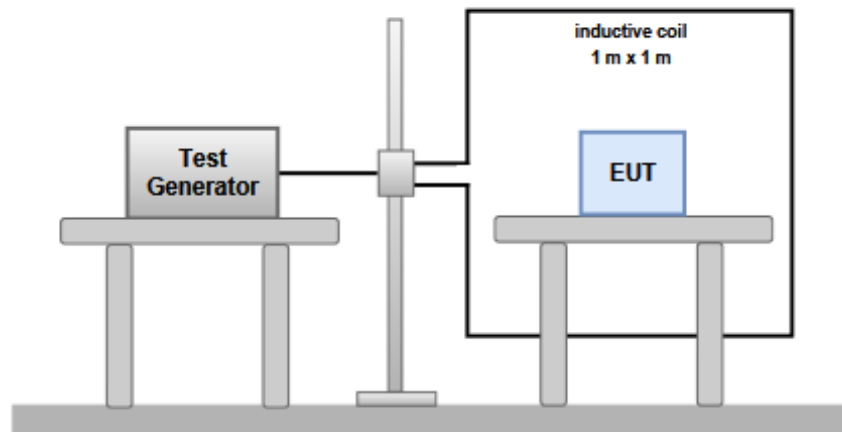 inductive coil
1 m x 1 m
Test
Generator
EUT